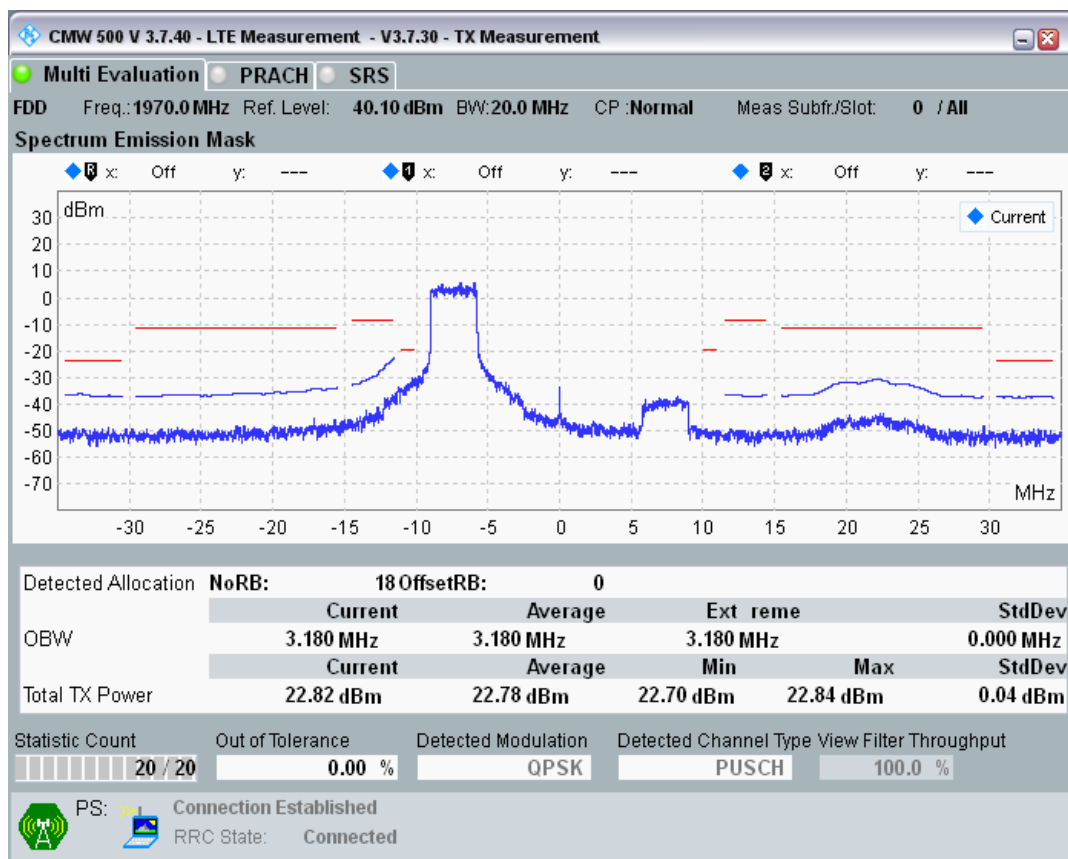 CMW 500 V 3.7.40 - LTE Measurement - V3.7.30 - TX Measurement
Multi Evaluation PRACH SRS
FDD Freq.: 1970.0 MHz Ref. Level: 40.10 dBm BW: 20.0 MHz CP : Normal Meas Subfr./Slot: 0 / All
Spectrum Emission Mask
R x: Off y: --- 1 x: Off y: --- 2 x: Off y: ---
dBm
Current
30
20
10
0
-10
-20
-30
-40
-50
-60
-70
MHz
-30 -25 -20 -15 -10 -5 0 5 10 15 20 25 30
Detected Allocation NoRB: 18 OffsetRB: 0
Current Average Ext reme StdDev
OBW 3.180 MHz 3.180 MHz 3.180 MHz 0.000 MHz
Current Average Min Max StdDev
Total TX Power 22.82 dBm 22.78 dBm 22.70 dBm 22.84 dBm 0.04 dBm
Statistic Count Out of Tolerance Detected Modulation Detected Channel Type View Filter Throughput
20 / 20 0.00 % QPSK PUSCH 100.0 %
PS: Connection Established
RRC State: Connected